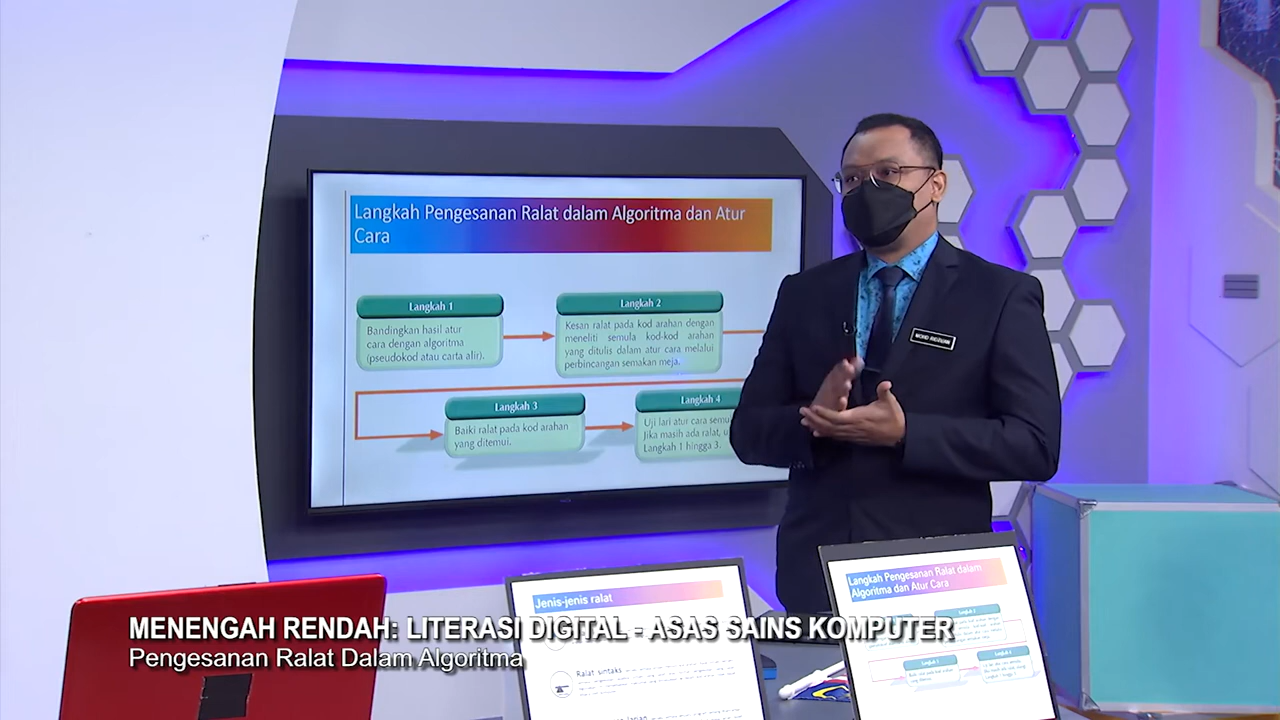 Langkah Pengesanan Ralat dalam Algoritma dan Atur
Cara
Langkah 1
Bandingkan hasil atur
cara dengan algoritma
(pseudokod atau carta alir).
Langkah 2
Kesan ralat pada kod arahan dengan
meneliti semula kod-kod arahan
yang ditulis dalam atur cara melalui
perbincangan semakan meja.
Langkah 3
Baiki ralat pada kod arahan
yang ditemui.
Langkah 4
Uji lari atur cara semu
Jika masih ada ralat, u
Langkah 1 hingga 3.
MOHD RIDZUAN
Jenis-jenis ralat
Ralat sintaks
Langkah Pengesanan Ralat dalam
Algoritma dan Atur Cara
Langkah 3
Langkah 4
MENENGAH RENDAH: LITERASI DIGITAL - ASAS SAINS KOMPUTER
Pengesanan Ralat Dalam Algoritma